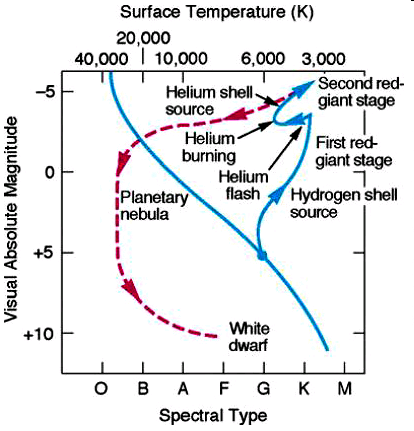 Surface Temperature (K)
20,000
40,000 10,000 6,000 3,000
Second red-
giant stage
Helium shell
source
Helium
burning
First red-
giant stage
Helium
flash
Hydrogen shell
source
Planetary
nebula
White
dwarf
−5
0
+5
+10
Visual Absolute Magnitude
O B A F G K M
Spectral Type